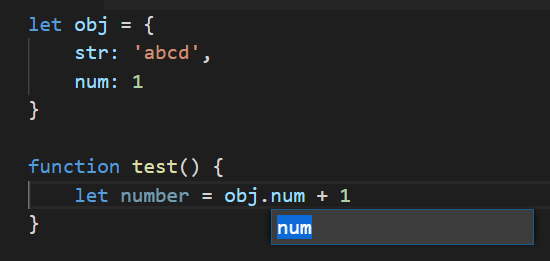 let obj = {
    str: 'abcd',
    num: 1
}
function test() {
    let number = obj.num + 1
num
}